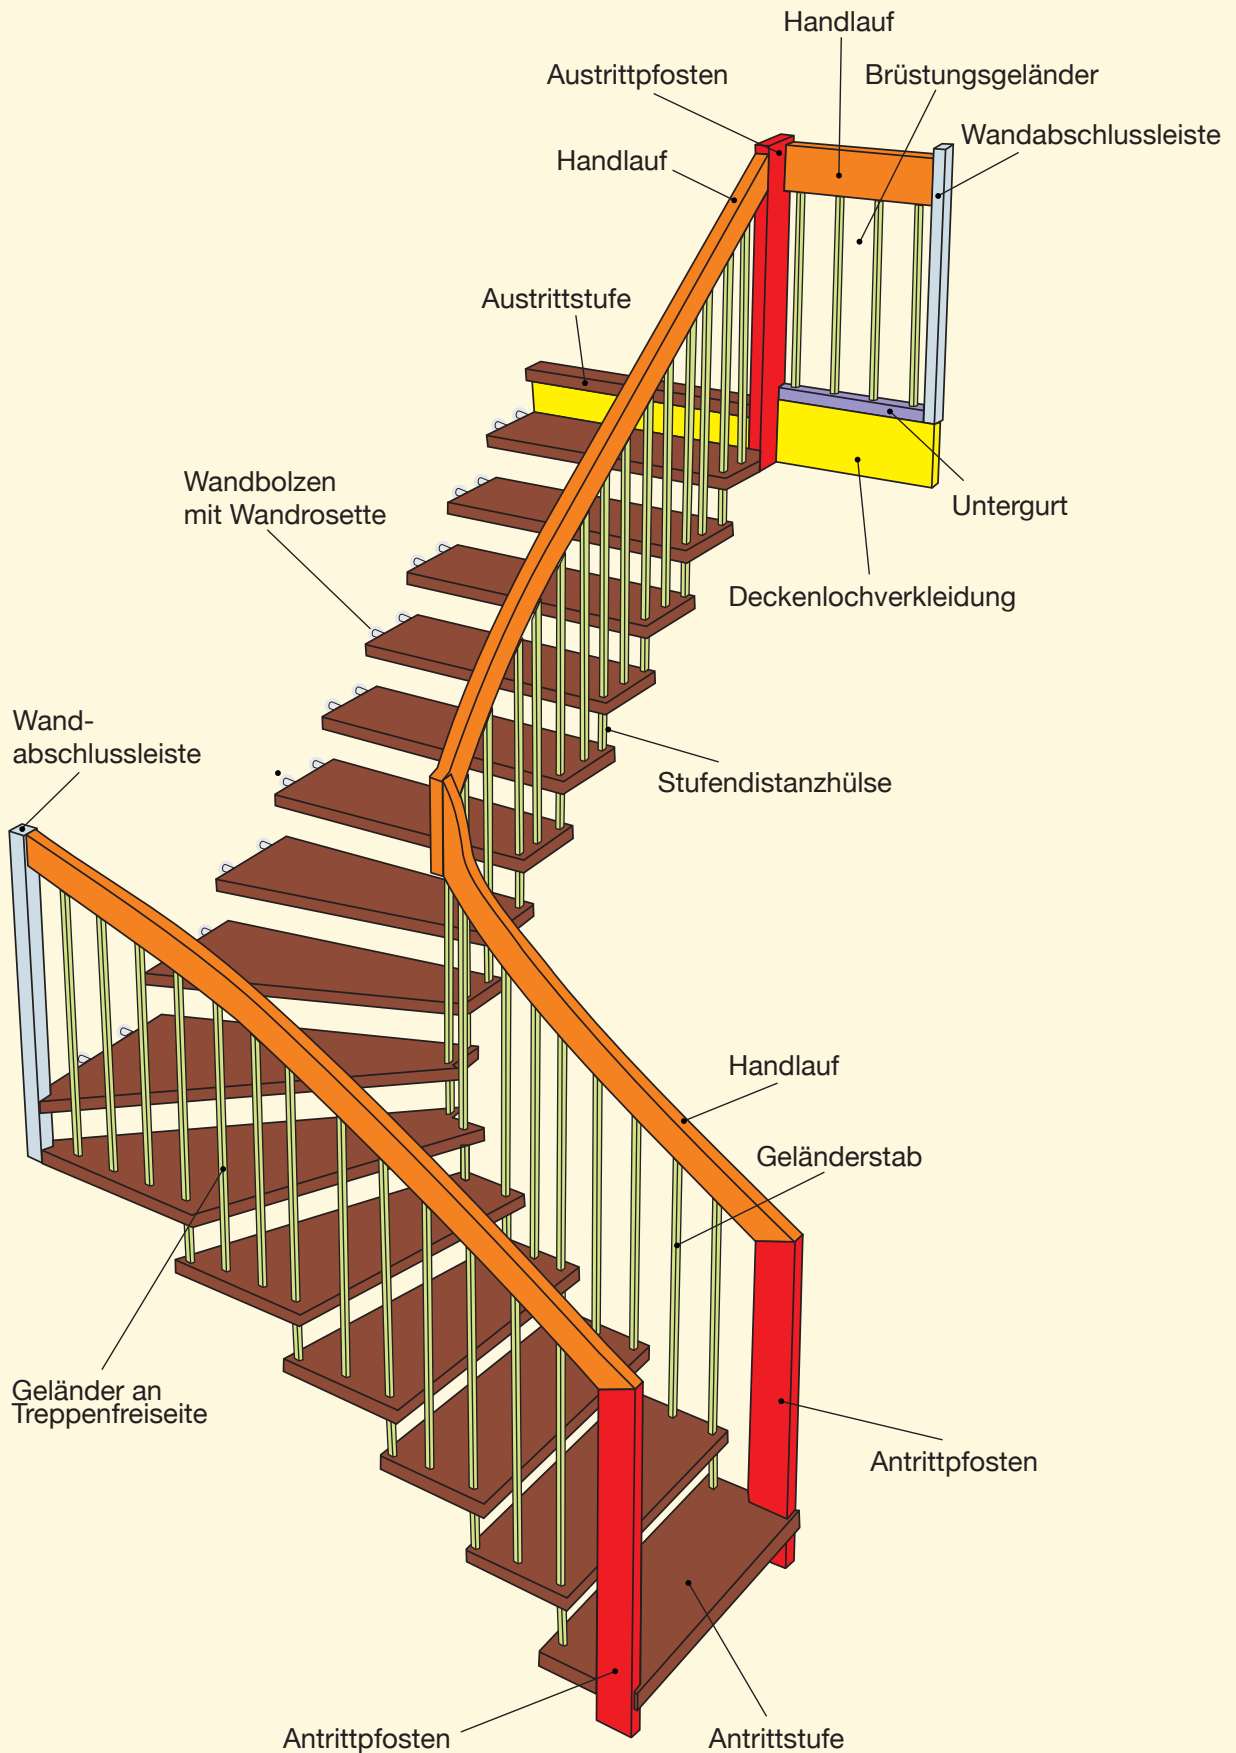 Handlauf
Austrittpfosten
Brüstungsgeländer
Wandabschlussleiste
Handlauf
Austrittstufe
Wandbolzen
mit Wandrosette
Untergurt
Deckenlochverkleidung
Wand-
abschlussleiste
Stufendistanzhülse
Handlauf
Geländerstab
Geländer an
Treppenfreiseite
Antrittpfosten
Antrittpfosten
Antrittstufe